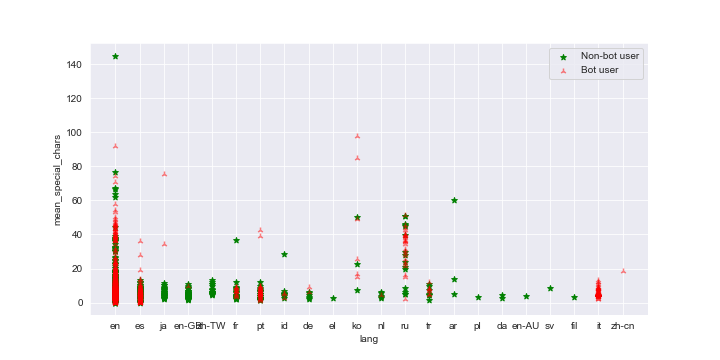 Non-bot user
Bot user
mean_special_chars
140
120
100
80
60
40
20
0
en es ja en-GB zh-TW fr pt id de el ko nl ru tr ar pl da en-AU sv fil it zh-cn
lang